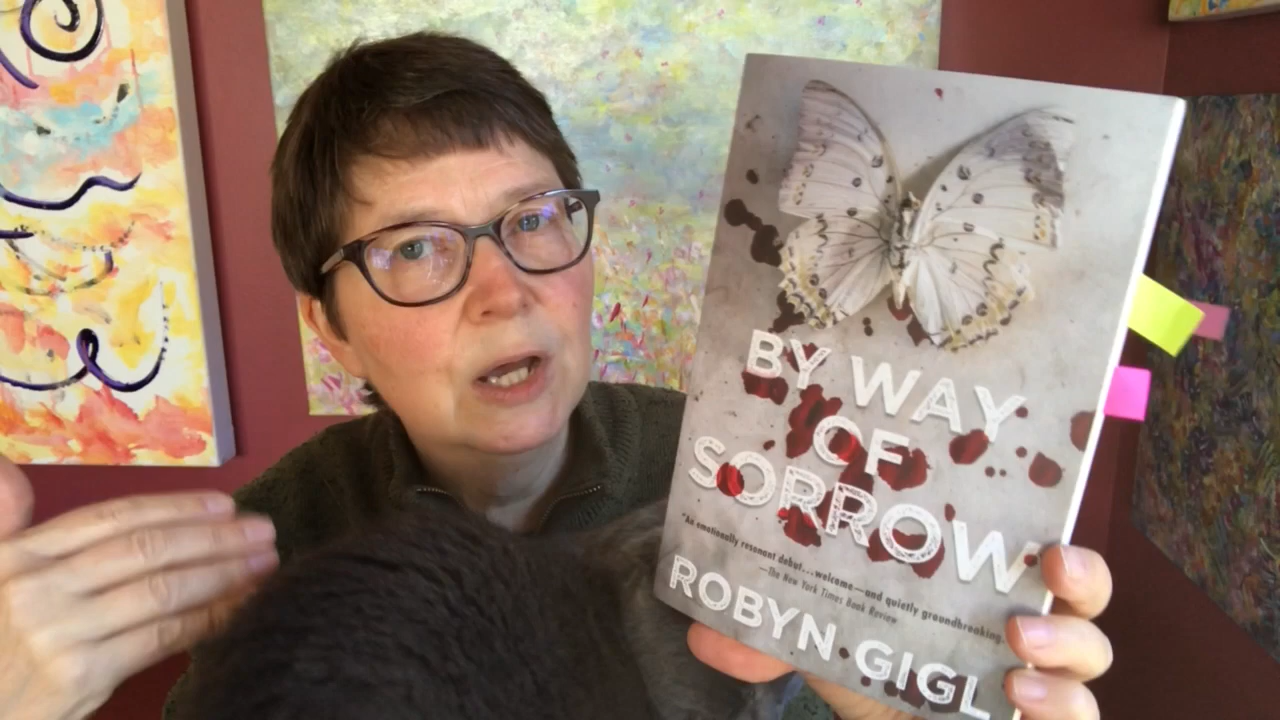 BY WAY
OF
SORROW
"An emotionally resonant debut...welcome—and quietly groundbreaking.
—The New York Times Book Review
ROBYN GIGL